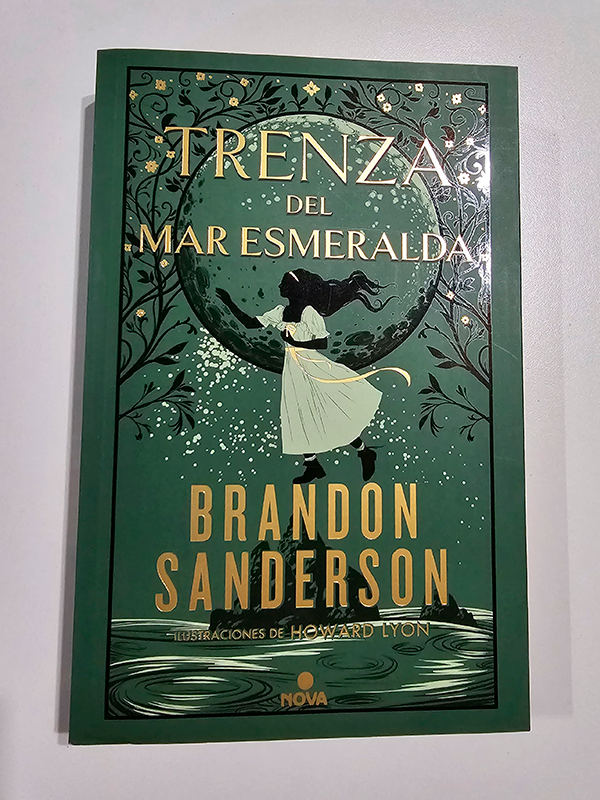 TRENZA
DEL
MAR ESMERALDA
BRANDON
SANDERSON
ILUSTRACIONES DE HOWARD LYON
NOVA